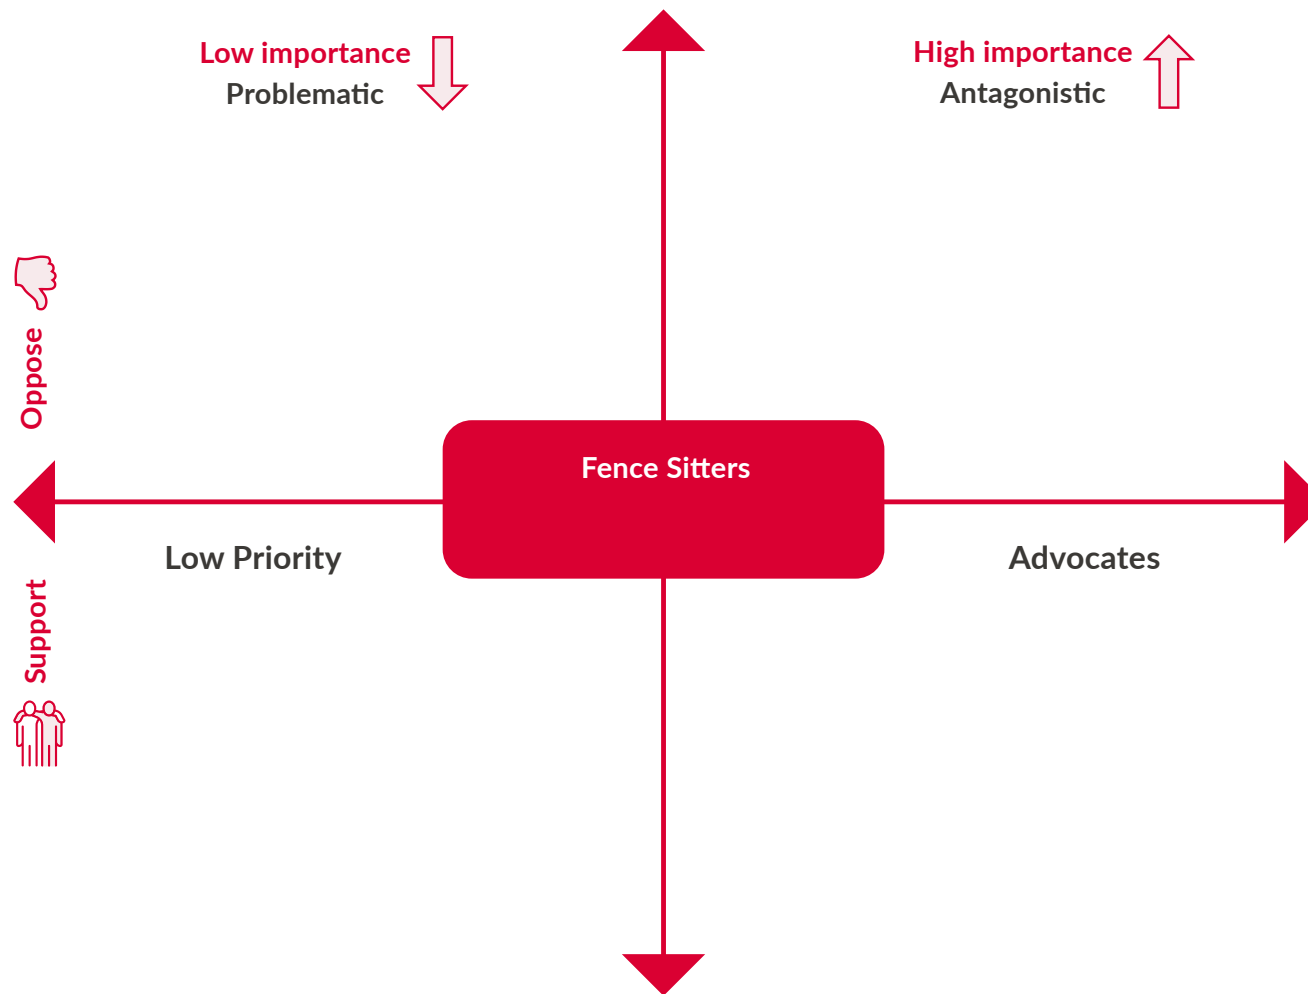 Low importance
Problematic
High importance
Antagonistic
Oppose
Fence Sitters
Low Priority
Advocates
Support